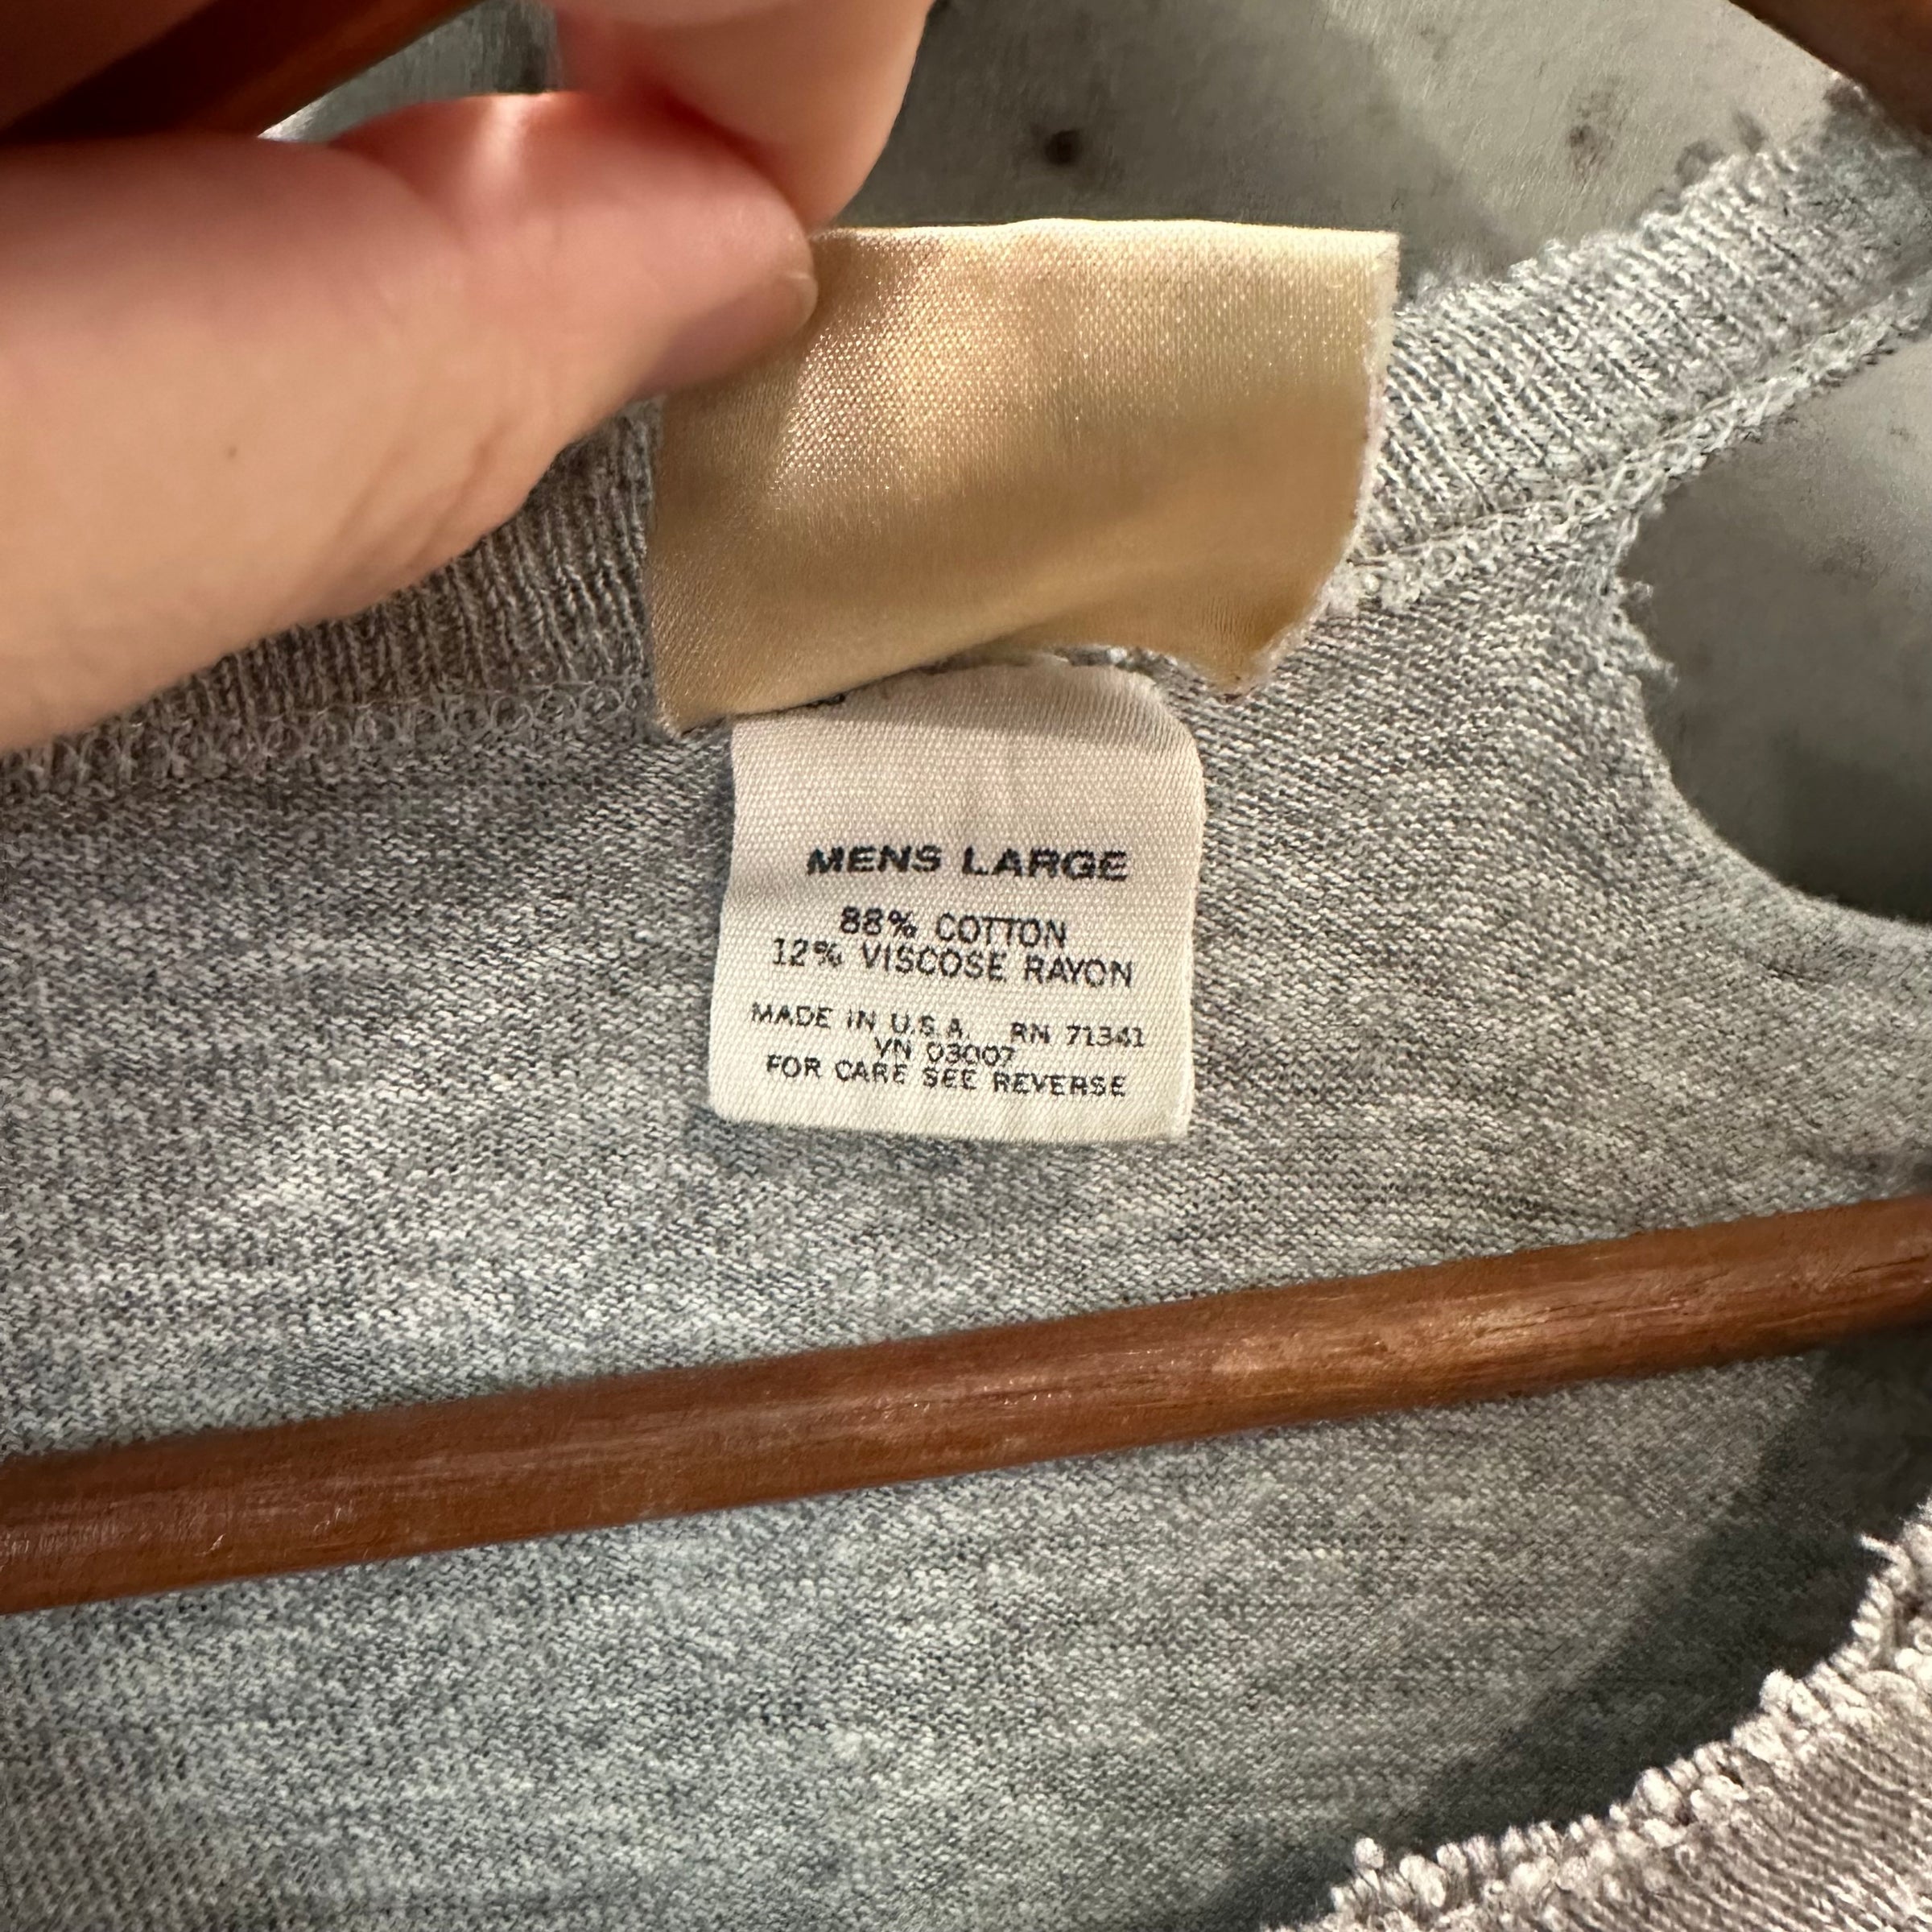 MENS LARGE
88% COTTON
12% VISCOSE RAYON
MADE IN U.S.A. RN 71341
VN 03007
FOR CARE SEE REVERSE